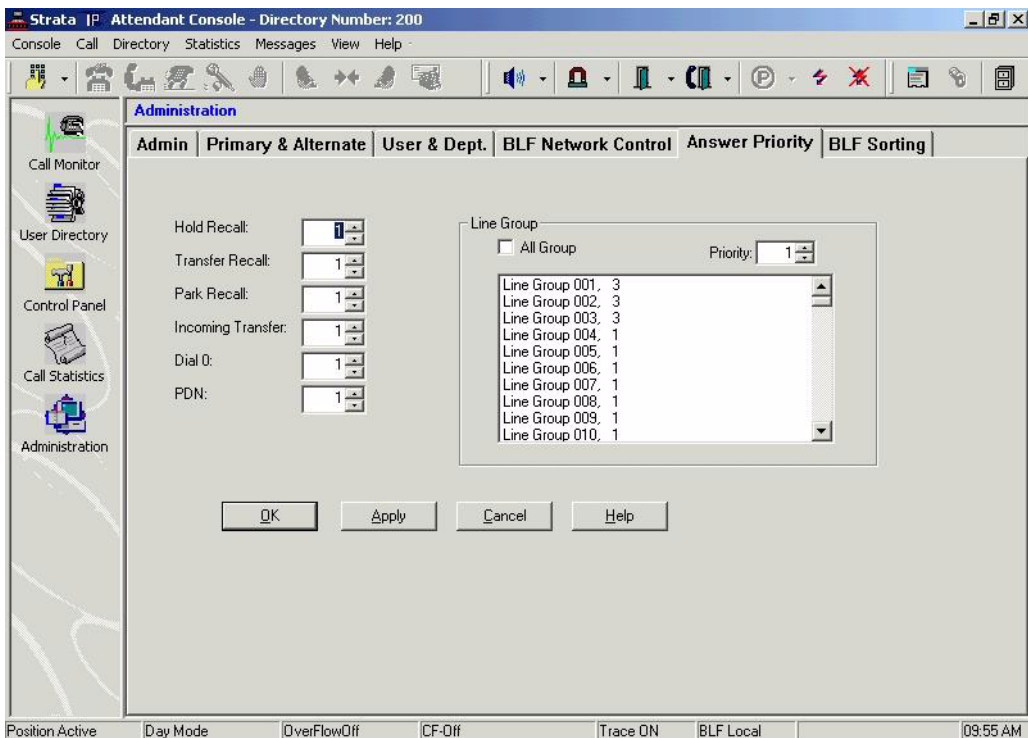 Strata IP Attendant Console - Directory Number: 200
Console Call Directory Statistics Messages View Help
Administration
Admin Primary & Alternate User & Dept. BLF Network Control Answer Priority BLF Sorting
Call Monitor
User Directory
Control Panel
Call Statistics
Administration
Hold Recall: 1
Transfer Recall: 1
Park Recall: 1
Incoming Transfer: 1
Dial 0: 1
PDN: 1
Line Group
All Group Priority: 1
Line Group 001, 3
Line Group 002, 3
Line Group 003, 3
Line Group 004, 1
Line Group 005, 1
Line Group 006, 1
Line Group 007, 1
Line Group 008, 1
Line Group 009, 1
Line Group 010, 1
OK Apply Cancel Help
Position Active Day Mode OverFlowOff CF-Off Trace ON BLF Local 09:55 AM